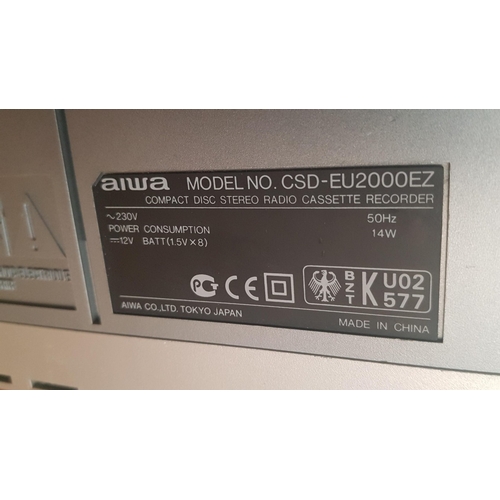 aiwa MODEL NO. CSD-EU2000EZ
COMPACT DISC STEREO RADIO CASSETTE RECORDER
~230V 50Hz
POWER CONSUMPTION 14W
⎓12V BATT(1.5V×8)
CE BZT K U02 577
AIWA CO.,LTD. TOKYO JAPAN
MADE IN CHINA